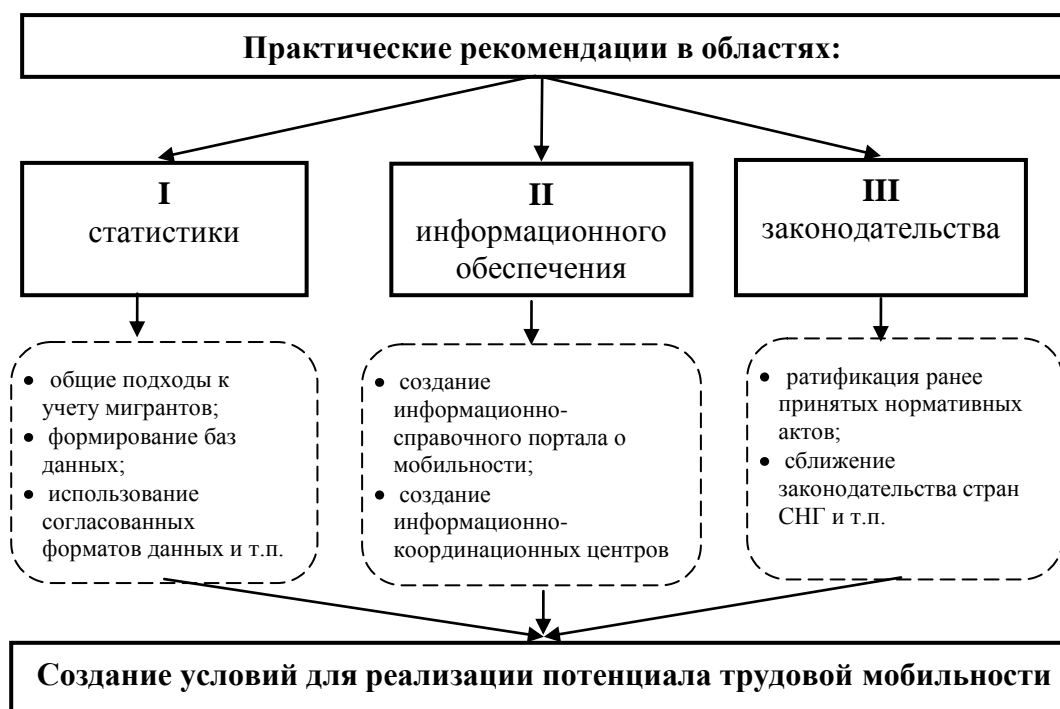 Практические рекомендации в областях:
I
статистики
II
информационного
обеспечения
III
законодательства
• общие подходы к
учету мигрантов;
• формирование баз
данных;
• использование
согласованных
форматов данных и т.п.
• создание
информационно-
справочного портала о
мобильности;
• создание
информационно-
координационных центров
• ратификация ранее
принятых нормативных
актов;
• сближение
законодательства стран
СНГ и т.п.
Создание условий для реализации потенциала трудовой мобильности